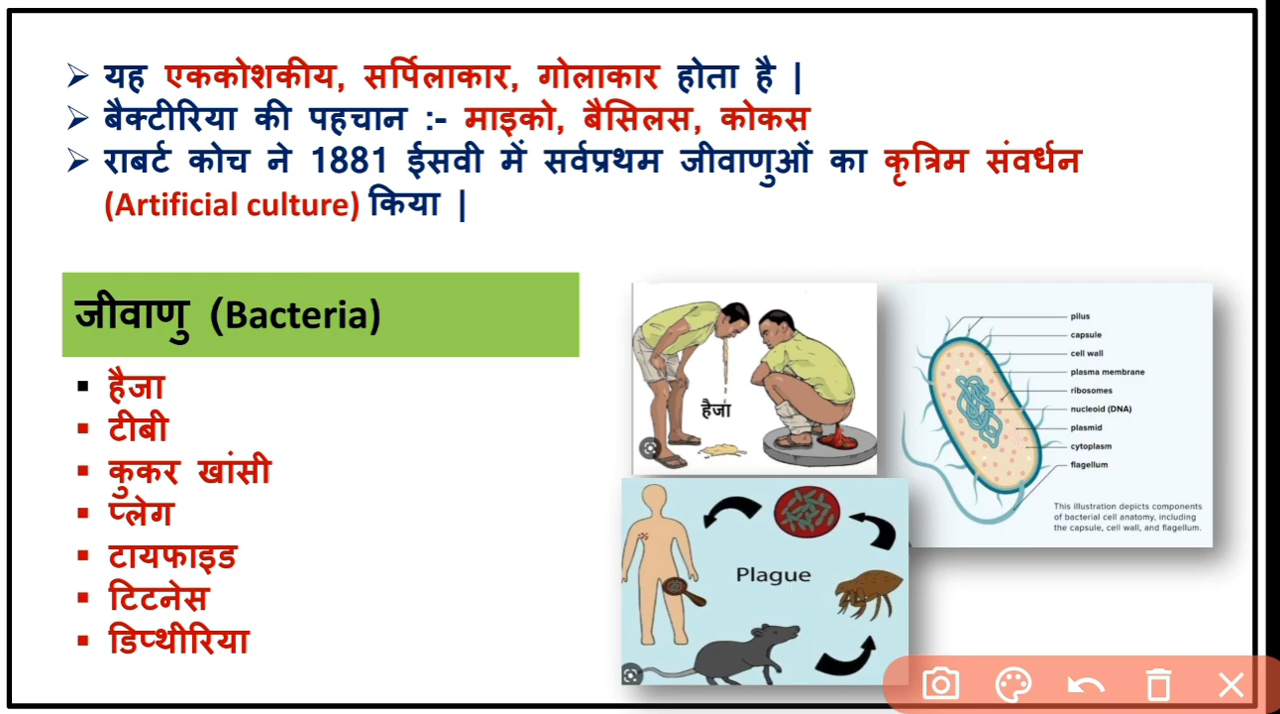 ➢ यह एककोशकीय, सर्पिलाकार, गोलाकार होता है |
➢ बैक्टीरिया की पहचान :- माइको, बैसिलस, कोकस
➢ राबर्ट कोच ने 1881 ईसवी में सर्वप्रथम जीवाणुओं का कृत्रिम संवर्धन
(Artificial culture) किया |
जीवाणु (Bacteria)
▪ हैजा
▪ टीबी
▪ कुकर खांसी
▪ प्लेग
▪ टायफाइड
▪ टिटनेस
▪ डिप्थीरिया
हैजा
pilus
capsule
cell wall
plasma membrane
ribosomes
nucleoid (DNA)
plasmid
cytoplasm
flagellum
This illustration depicts components
of bacterial cell anatomy, including
the capsule, cell wall, and flagellum.
Plague